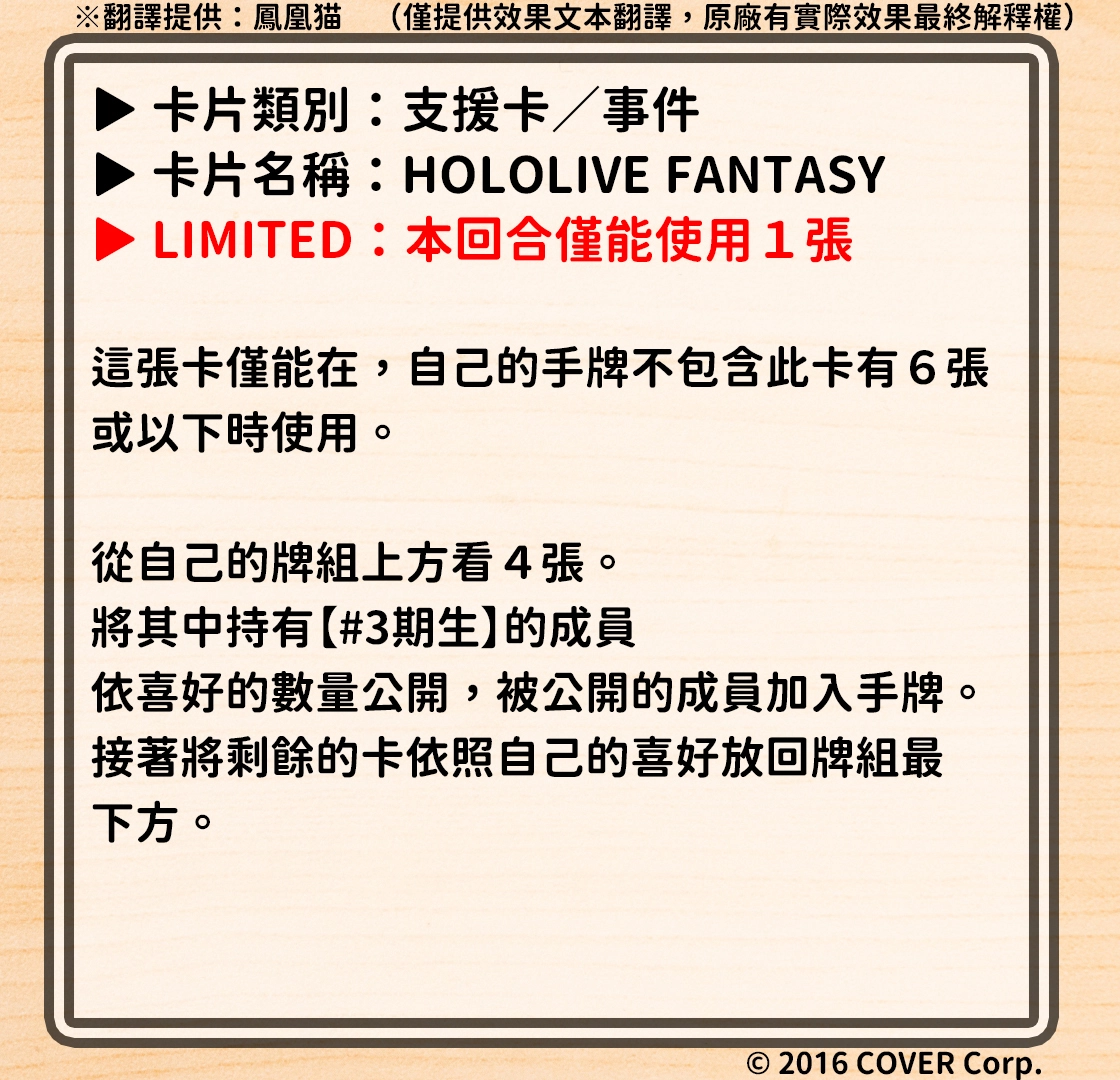 ※翻譯提供：鳳凰猫　（僅提供效果文本翻譯，原廠有實際效果最終解釋權）
▶ 卡片類別：支援卡／事件
▶ 卡片名稱：HOLOLIVE FANTASY
▶ LIMITED：本回合僅能使用１張
這張卡僅能在，自己的手牌不包含此卡有６張
或以下時使用。
從自己的牌組上方看４張。
將其中持有【#3期生】的成員
依喜好的數量公開，被公開的成員加入手牌。
接著將剩餘的卡依照自己的喜好放回牌組最
下方。
© 2016 COVER Corp.